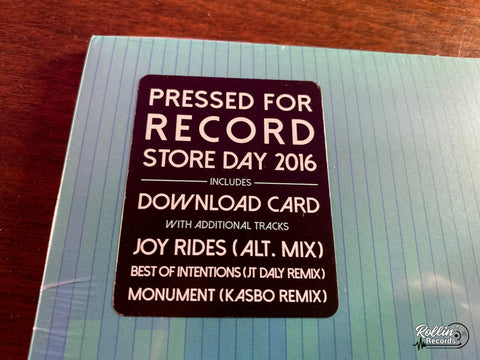 PRESSED FOR
RECORD
STORE DAY 2016
INCLUDES
DOWNLOAD CARD
WITH ADDITIONAL TRACKS
JOY RIDES (ALT. MIX)
BEST OF INTENTIONS (JT DALY REMIX)
MONUMENT (KASBO REMIX)
Rollin'
Records